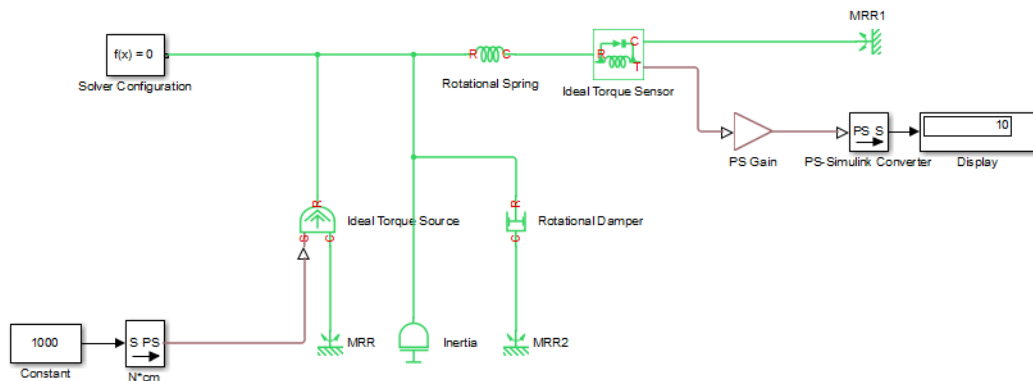 MRR1
f(x) = 0
Solver Configuration
R C
Rotational Spring
R C T
Ideal Torque Sensor
PS Gain
PS S
PS-Simulink Converter
10
Display
R
S C
Ideal Torque Source
R
C
Rotational Damper
1000
Constant
S PS
N*cm
MRR
Inertia
MRR2